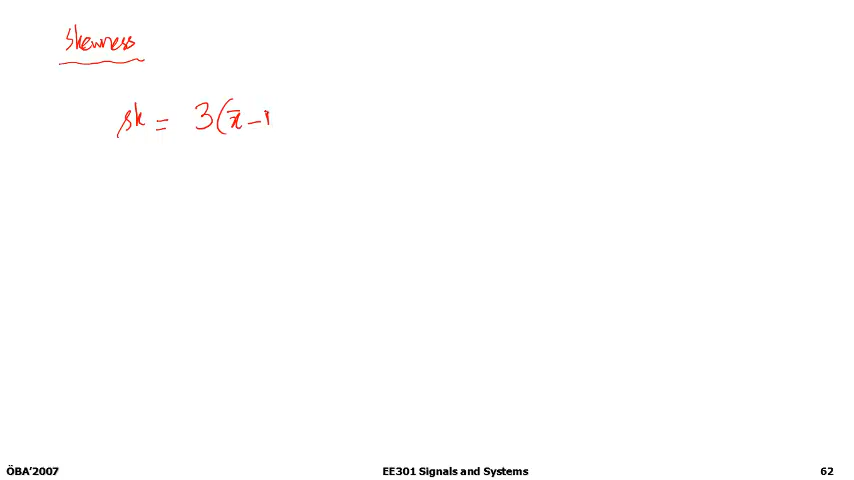 Skewness
sk = 3(x̄ –
ÖBA'2007 EE301 Signals and Systems 62